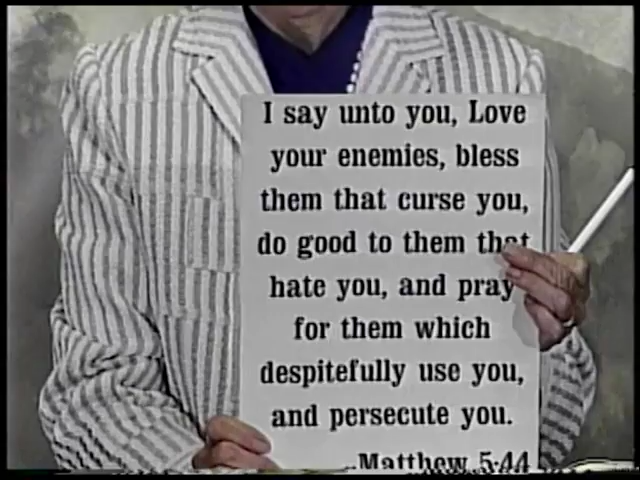 I say unto you, Love
your enemies, bless
them that curse you,
do good to them that
hate you, and pray
for them which
despitefully use you,
and persecute you.
—Matthew 5:44